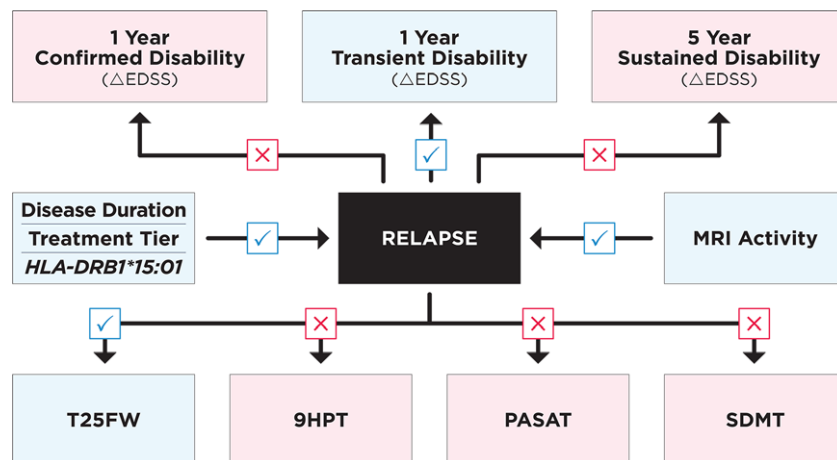 1 Year
Confirmed Disability
(△EDSS)
1 Year
Transient Disability
(△EDSS)
5 Year
Sustained Disability
(△EDSS)
Disease Duration
Treatment Tier
HLA-DRB1*15:01
RELAPSE
MRI Activity
T25FW
9HPT
PASAT
SDMT